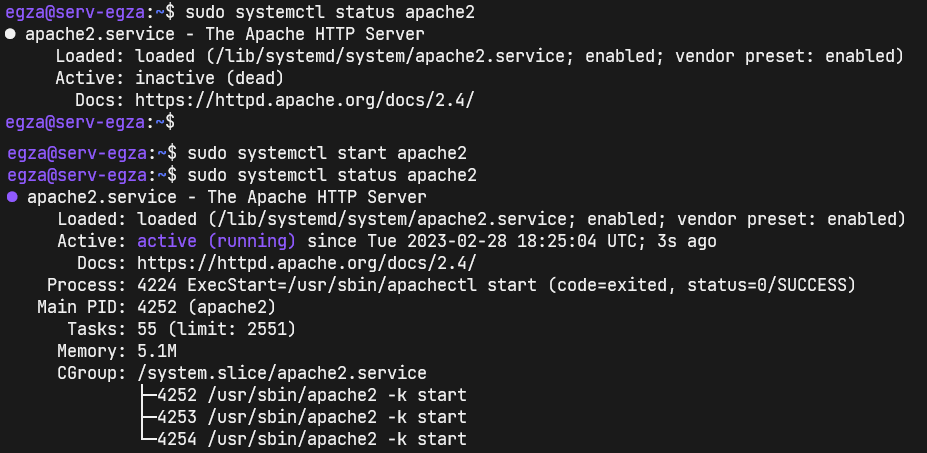 egza@serv-egza:~$ sudo systemctl status apache2
● apache2.service - The Apache HTTP Server
     Loaded: loaded (/lib/systemd/system/apache2.service; enabled; vendor preset: enabled)
     Active: inactive (dead)
       Docs: https://httpd.apache.org/docs/2.4/
egza@serv-egza:~$
egza@serv-egza:~$ sudo systemctl start apache2
egza@serv-egza:~$ sudo systemctl status apache2
● apache2.service - The Apache HTTP Server
     Loaded: loaded (/lib/systemd/system/apache2.service; enabled; vendor preset: enabled)
     Active: active (running) since Tue 2023-02-28 18:25:04 UTC; 3s ago
       Docs: https://httpd.apache.org/docs/2.4/
    Process: 4224 ExecStart=/usr/sbin/apachectl start (code=exited, status=0/SUCCESS)
   Main PID: 4252 (apache2)
      Tasks: 55 (limit: 2551)
     Memory: 5.1M
     CGroup: /system.slice/apache2.service
             ├─4252 /usr/sbin/apache2 -k start
             ├─4253 /usr/sbin/apache2 -k start
             └─4254 /usr/sbin/apache2 -k start